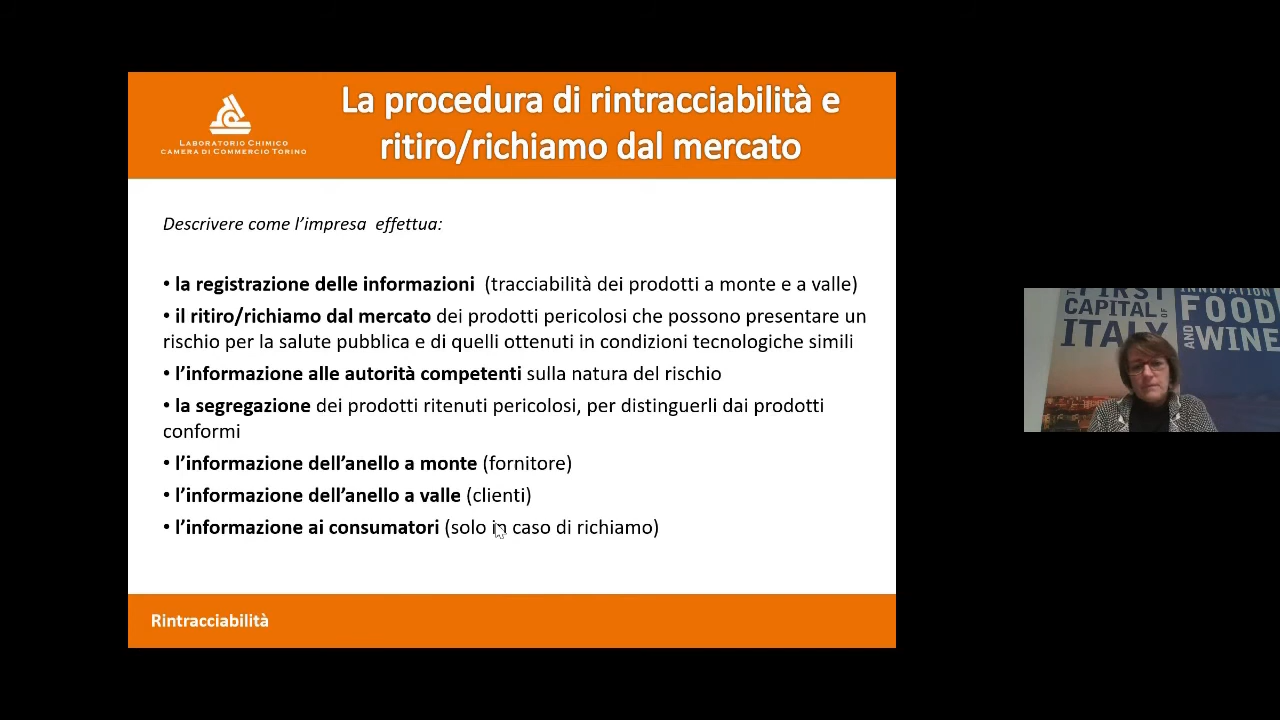 La procedura di rintracciabilità e
ritiro/richiamo dal mercato
LABORATORIO CHIMICO
CAMERA DI COMMERCIO TORINO
Descrivere come l’impresa effettua:
• la registrazione delle informazioni (tracciabilità dei prodotti a monte e a valle)
• il ritiro/richiamo dal mercato dei prodotti pericolosi che possono presentare un
rischio per la salute pubblica e di quelli ottenuti in condizioni tecnologiche simili
• l’informazione alle autorità competenti sulla natura del rischio
• la segregazione dei prodotti ritenuti pericolosi, per distinguerli dai prodotti
conformi
• l’informazione dell’anello a monte (fornitore)
• l’informazione dell’anello a valle (clienti)
• l’informazione ai consumatori (solo in caso di richiamo)
Rintracciabilità
FIRST
CAPITAL OF
ITALY
INNOVATION
FOOD
AND WINE